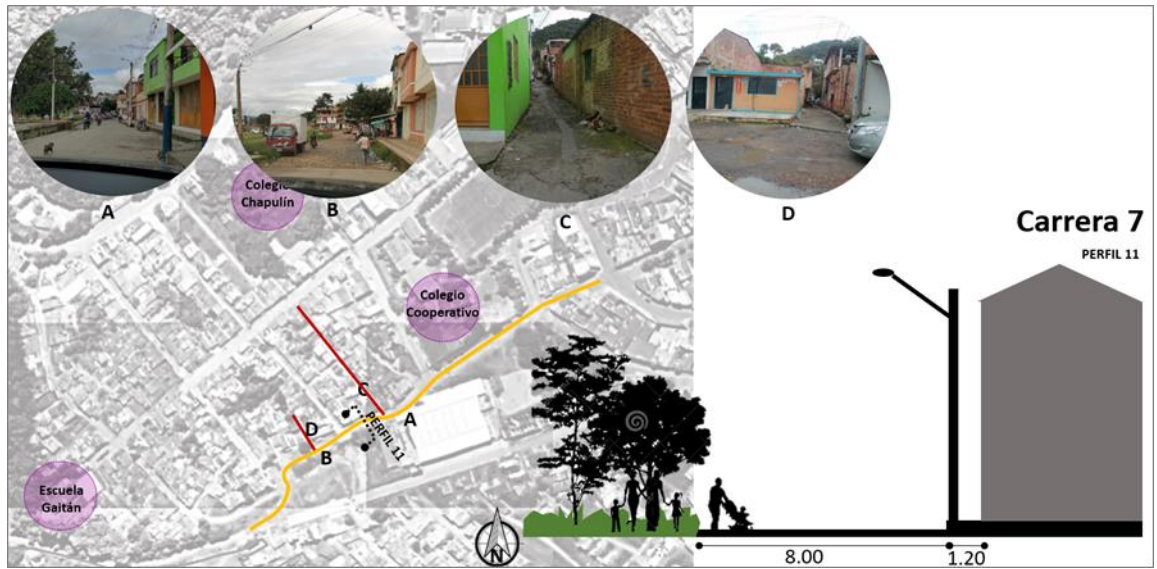 A
B
C
D
Colegio
Chapulín
Colegio
Cooperativo
Carrera 7
PERFIL 11
C
A
PERFIL 11
D
B
Escuela
Gaitán
N
8.00
1.20